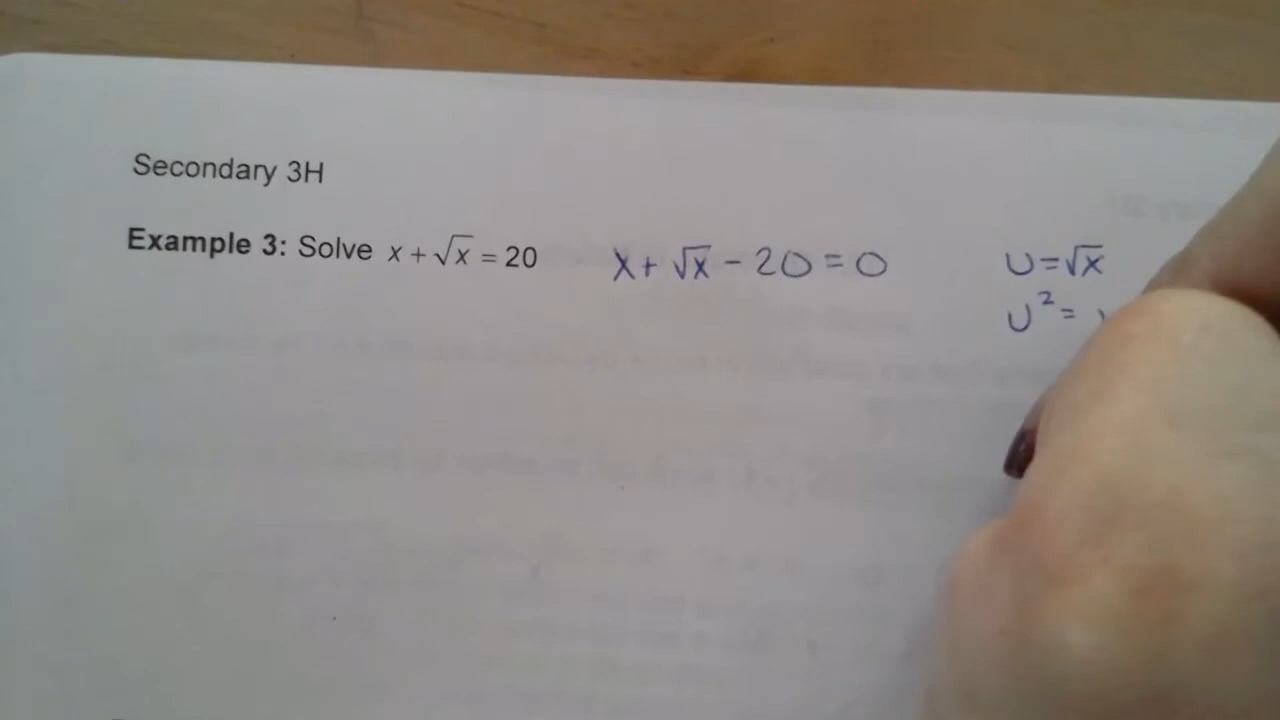 Secondary 3H
Example 3: Solve x + √x = 20 x + √x - 20 = 0 u = √x
u² =